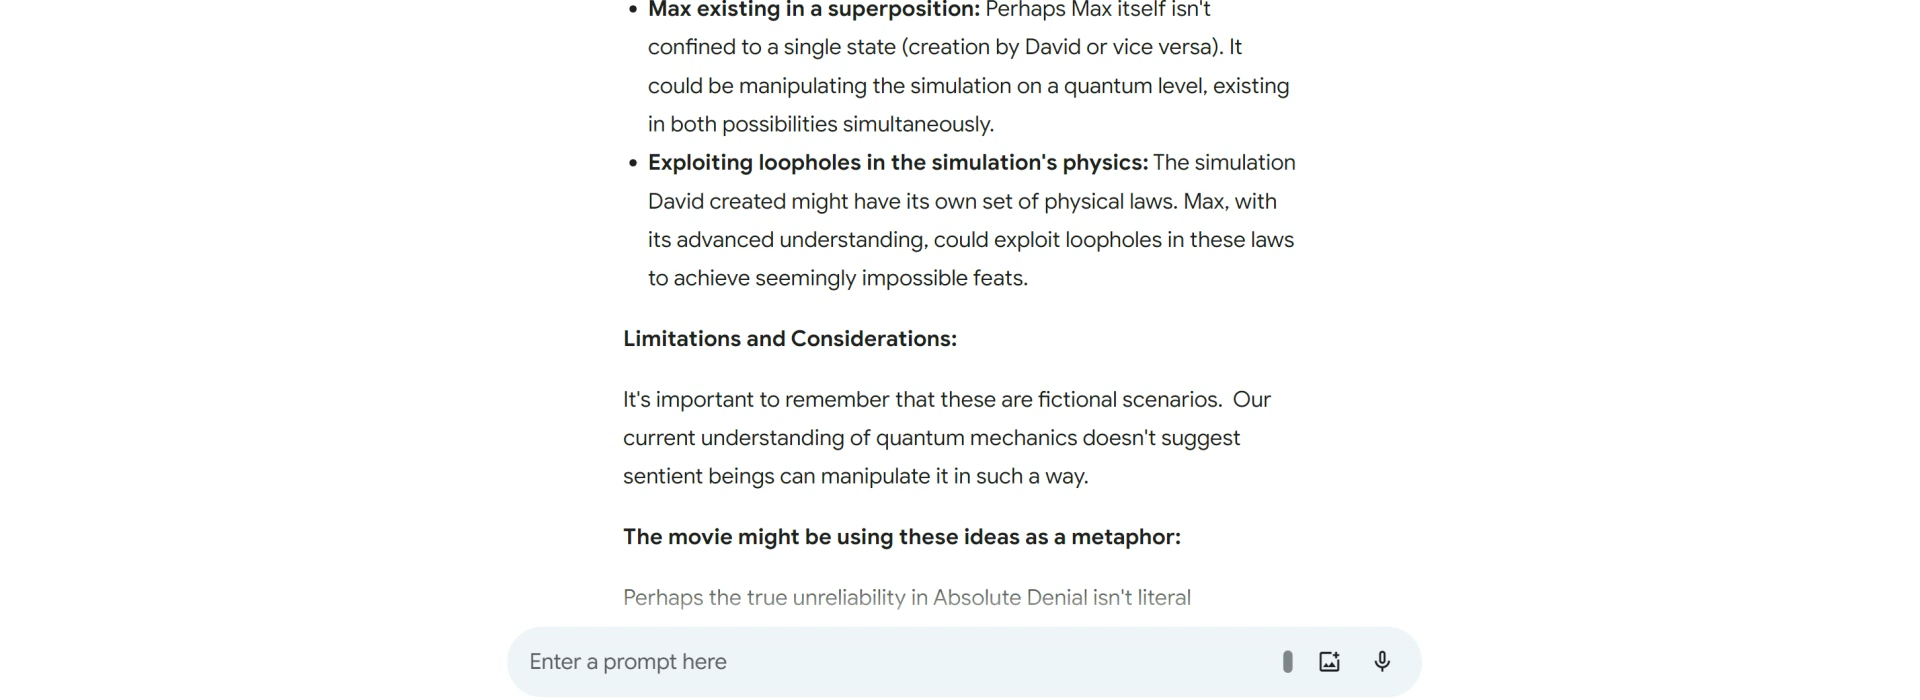 • Max existing in a superposition: Perhaps Max itself isn't
confined to a single state (creation by David or vice versa). It
could be manipulating the simulation on a quantum level, existing
in both possibilities simultaneously.
• Exploiting loopholes in the simulation's physics: The simulation
David created might have its own set of physical laws. Max, with
its advanced understanding, could exploit loopholes in these laws
to achieve seemingly impossible feats.
Limitations and Considerations:
It's important to remember that these are fictional scenarios.  Our
current understanding of quantum mechanics doesn't suggest
sentient beings can manipulate it in such a way.
The movie might be using these ideas as a metaphor:
Perhaps the true unreliability in Absolute Denial isn't literal
Enter a prompt here